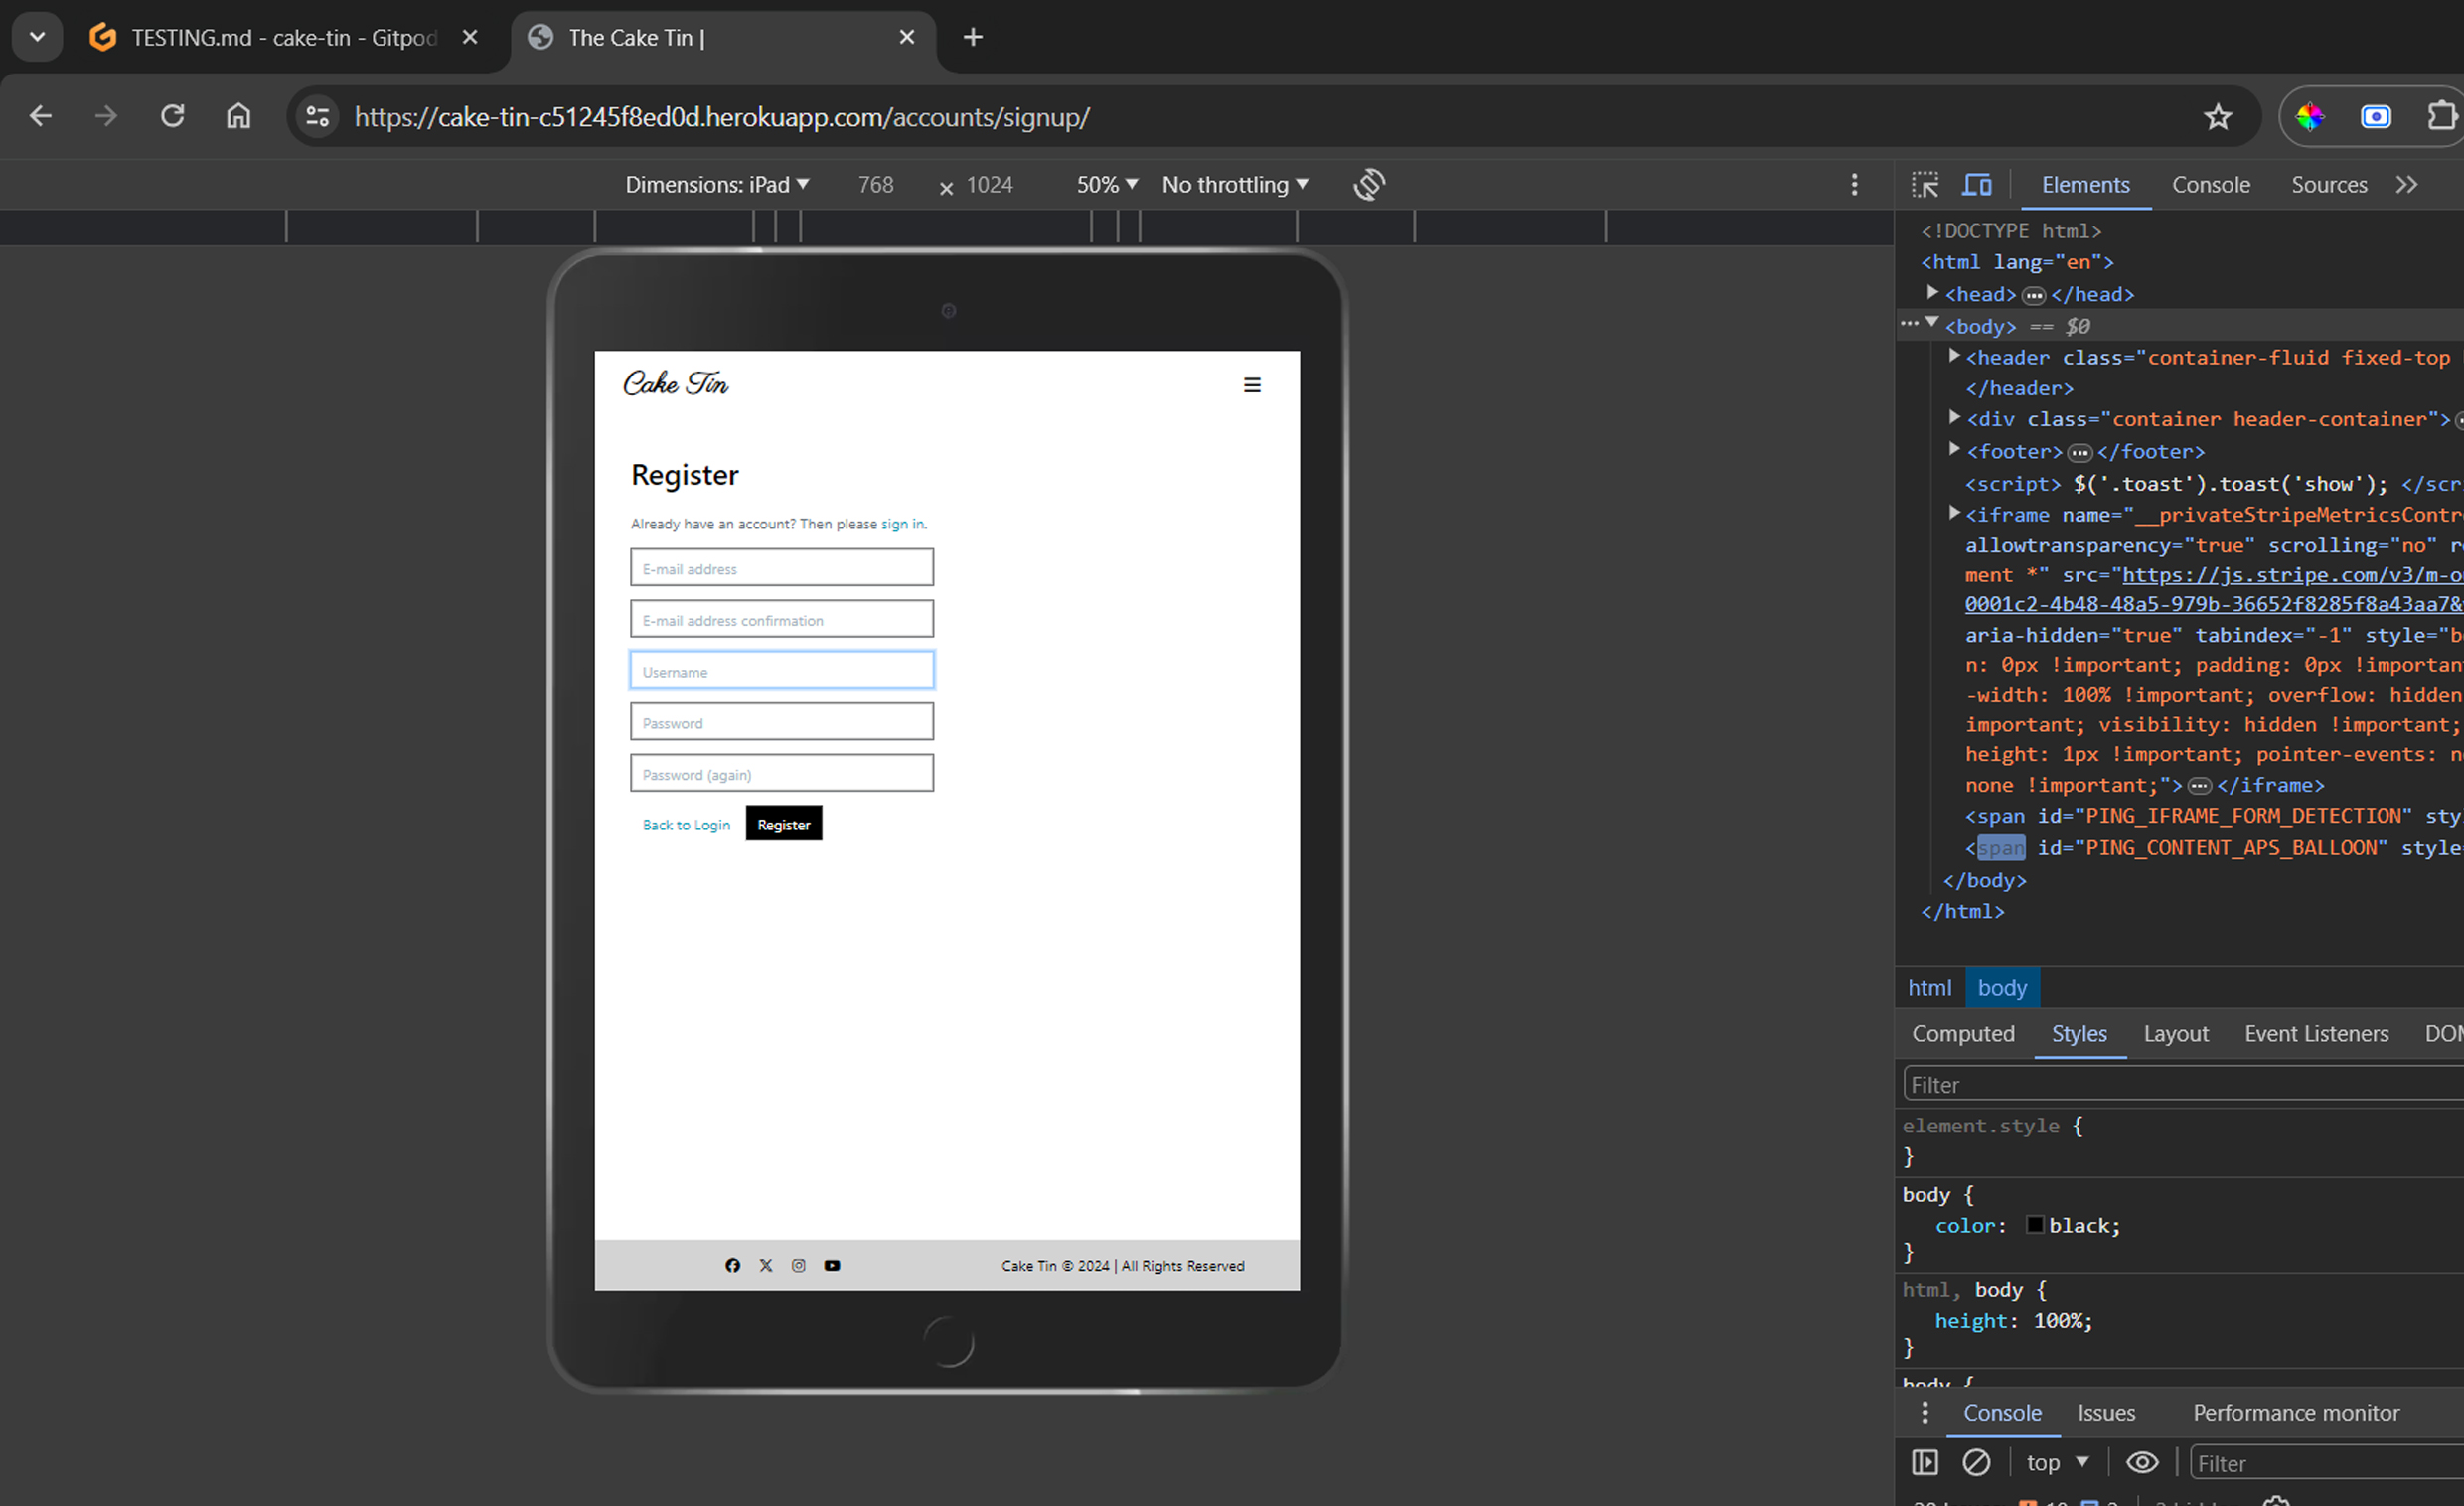 TESTING.md - cake-tin - Gitpod
The Cake Tin |
https://cake-tin-c51245f8ed0d.herokuapp.com/accounts/signup/
Dimensions: iPad 768 × 1024 50% No throttling
Elements Console Sources
Cake Tin
Register
Already have an account? Then please sign in.
E-mail address
E-mail address confirmation
Username
Password
Password (again)
Back to Login Register
Cake Tin © 2024 | All Rights Reserved
<!DOCTYPE html>
<html lang="en">
<head> </head>
<body> == $0
<header class="container-fluid fixed-top
</header>
<div class="container header-container">
<footer> </footer>
<script> $('.toast').toast('show'); </scr
<iframe name="__privateStripeMetricsContr
allowtransparency="true" scrolling="no" r
ment *" src="https://js.stripe.com/v3/m-o
0001c2-4b48-48a5-979b-36652f8285f8a43aa7&
aria-hidden="true" tabindex="-1" style="b
n: 0px !important; padding: 0px !importan
-width: 100% !important; overflow: hidden
important; visibility: hidden !important;
height: 1px !important; pointer-events: n
none !important;"> </iframe>
<span id="PING_IFRAME_FORM_DETECTION" sty
<span id="PING_CONTENT_APS_BALLOON" style
</body>
</html>
html body
Computed Styles Layout Event Listeners DOM
Filter
element.style {
}
body {
color: black;
}
html, body {
height: 100%;
}
body {
Console Issues Performance monitor
top Filter